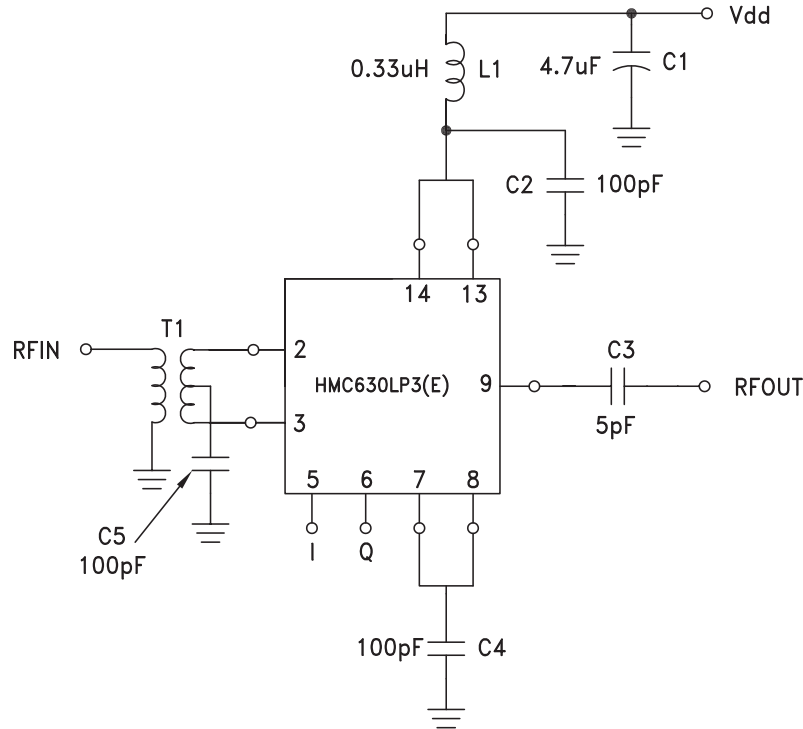 Vdd
0.33uH
L1
4.7uF
C1
C2
100pF
14
13
T1
RFIN
2
HMC630LP3(E)
9
C3
RFOUT
3
5pF
5
6
7
8
C5
100pF
I
Q
100pF
C4